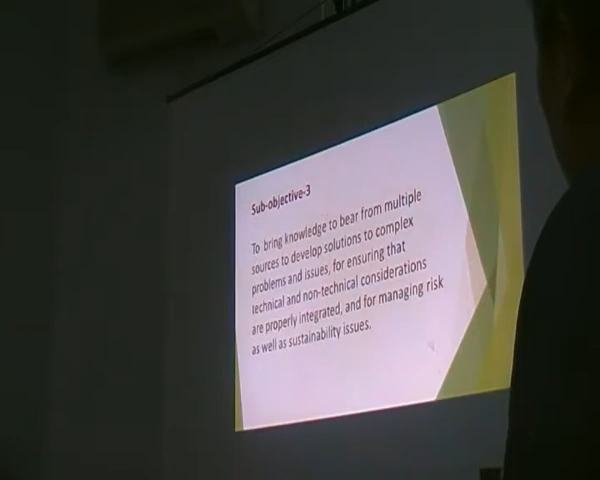 Sub-objective-3
To bring knowledge to bear from multiple
sources to develop solutions to complex
problems and issues, for ensuring that
technical and non-technical considerations
are properly integrated, and for managing risk
as well as sustainability issues.